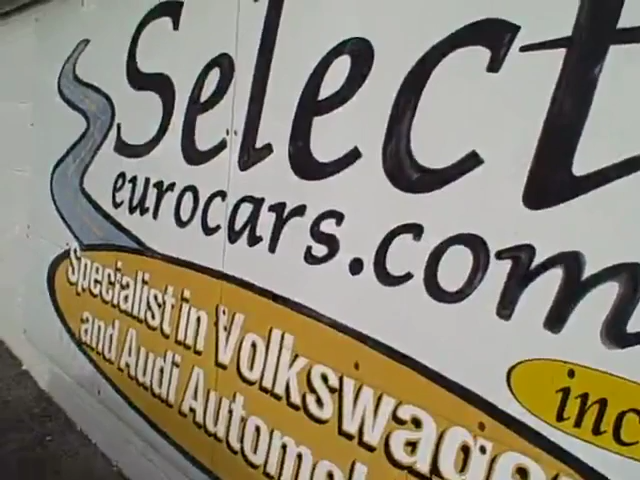 Select
eurocars.com
Specialist in Volkswagen
and Audi Automo
inc